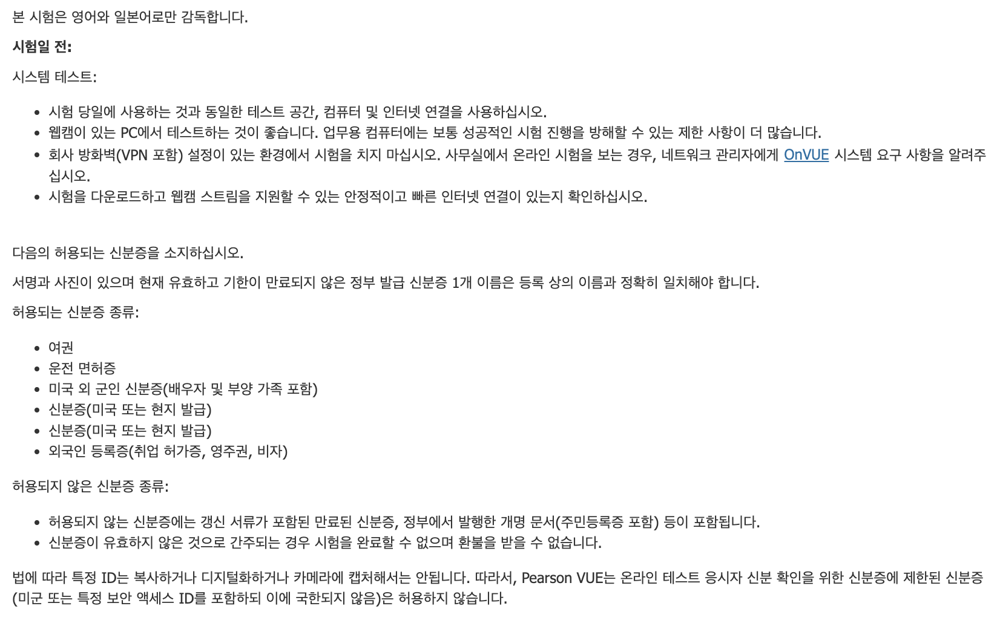 본 시험은 영어와 일본어로만 감독합니다.
시험일 전:
시스템 테스트:
• 시험 당일에 사용하는 것과 동일한 테스트 공간, 컴퓨터 및 인터넷 연결을 사용하십시오.
• 웹캠이 있는 PC에서 테스트하는 것이 좋습니다. 업무용 컴퓨터에는 보통 성공적인 시험 진행을 방해할 수 있는 제한 사항이 더 많습니다.
• 회사 방화벽(VPN 포함) 설정이 있는 환경에서 시험을 치지 마십시오. 사무실에서 온라인 시험을 보는 경우, 네트워크 관리자에게 OnVUE 시스템 요구 사항을 알려주
십시오.
• 시험을 다운로드하고 웹캠 스트림을 지원할 수 있는 안정적이고 빠른 인터넷 연결이 있는지 확인하십시오.
다음의 허용되는 신분증을 소지하십시오.
서명과 사진이 있으며 현재 유효하고 기한이 만료되지 않은 정부 발급 신분증 1개 이름은 등록 상의 이름과 정확히 일치해야 합니다.
허용되는 신분증 종류:
• 여권
• 운전 면허증
• 미국 외 군인 신분증(배우자 및 부양 가족 포함)
• 신분증(미국 또는 현지 발급)
• 신분증(미국 또는 현지 발급)
• 외국인 등록증(취업 허가증, 영주권, 비자)
허용되지 않은 신분증 종류:
• 허용되지 않는 신분증에는 갱신 서류가 포함된 만료된 신분증, 정부에서 발행한 개명 문서(주민등록증 포함) 등이 포함됩니다.
• 신분증이 유효하지 않은 것으로 간주되는 경우 시험을 완료할 수 없으며 환불을 받을 수 없습니다.
법에 따라 특정 ID는 복사하거나 디지털화하거나 카메라에 캡처해서는 안됩니다. 따라서, Pearson VUE는 온라인 테스트 응시자 신분 확인을 위한 신분증에 제한된 신분증
(미군 또는 특정 보안 액세스 ID를 포함하되 이에 국한되지 않음)은 허용하지 않습니다.